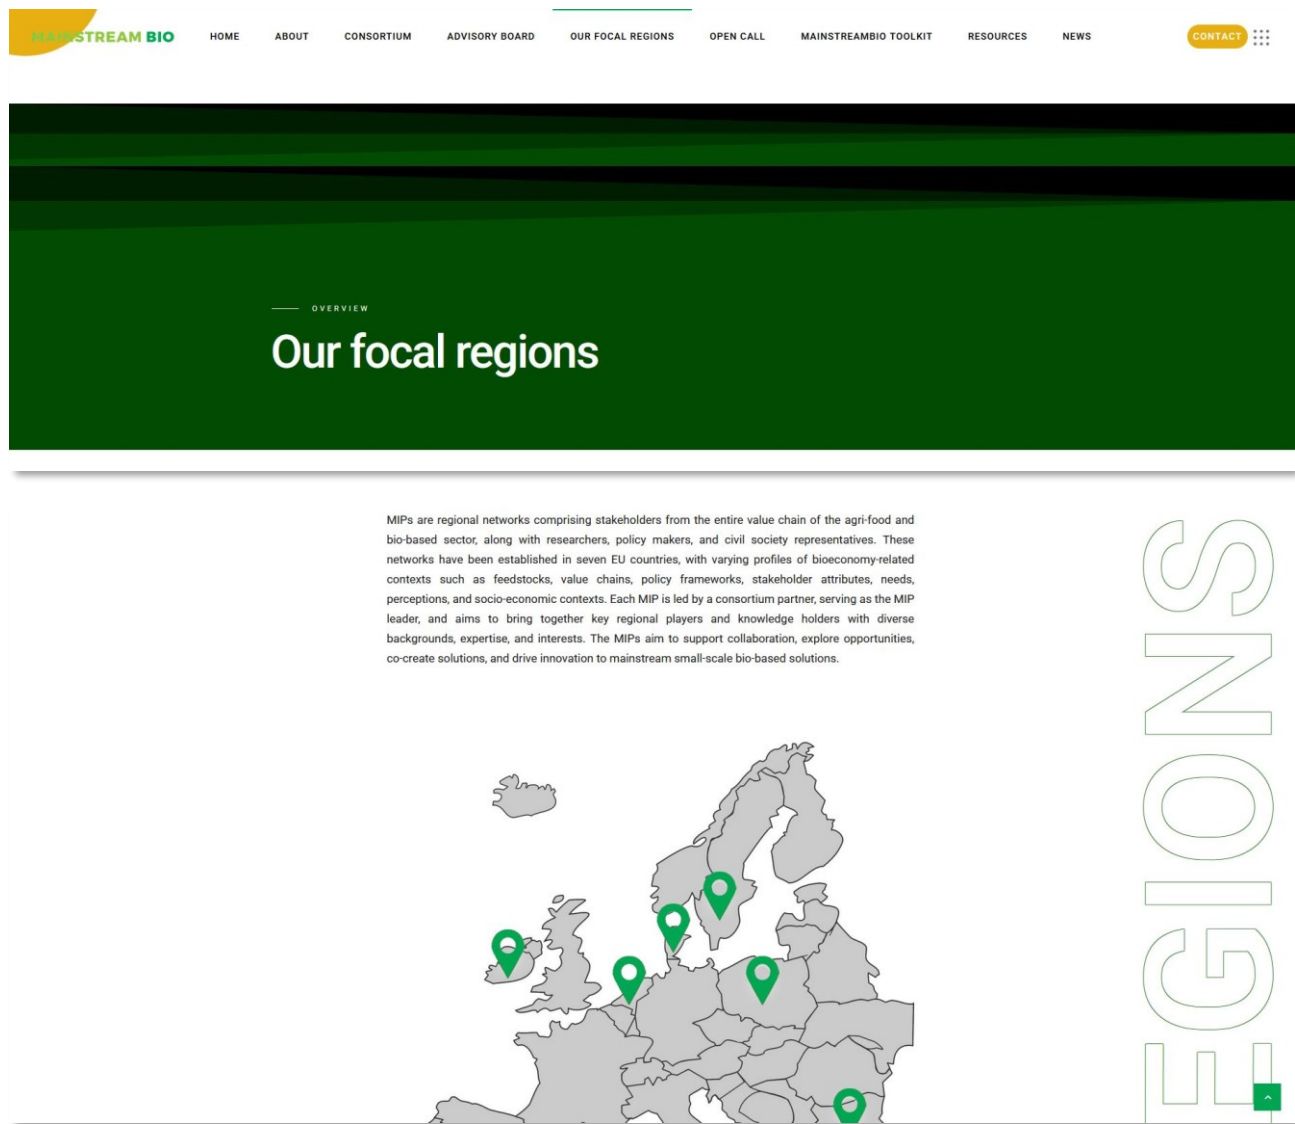 MAINSTREAM BIO HOME ABOUT CONSORTIUM ADVISORY BOARD OUR FOCAL REGIONS OPEN CALL MAINSTREAMBIO TOOLKIT RESOURCES NEWS CONTACT
OVERVIEW
Our focal regions
MIPs are regional networks comprising stakeholders from the entire value chain of the agri-food and
bio-based sector, along with researchers, policy makers, and civil society representatives. These
networks have been established in seven EU countries, with varying profiles of bioeconomy-related
contexts such as feedstocks, value chains, policy frameworks, stakeholder attributes, needs,
perceptions, and socio-economic contexts. Each MIP is led by a consortium partner, serving as the MIP
leader, and aims to bring together key regional players and knowledge holders with diverse
backgrounds, expertise, and interests. The MIPs aim to support collaboration, explore opportunities,
co-create solutions, and drive innovation to mainstream small-scale bio-based solutions.
EGIONS